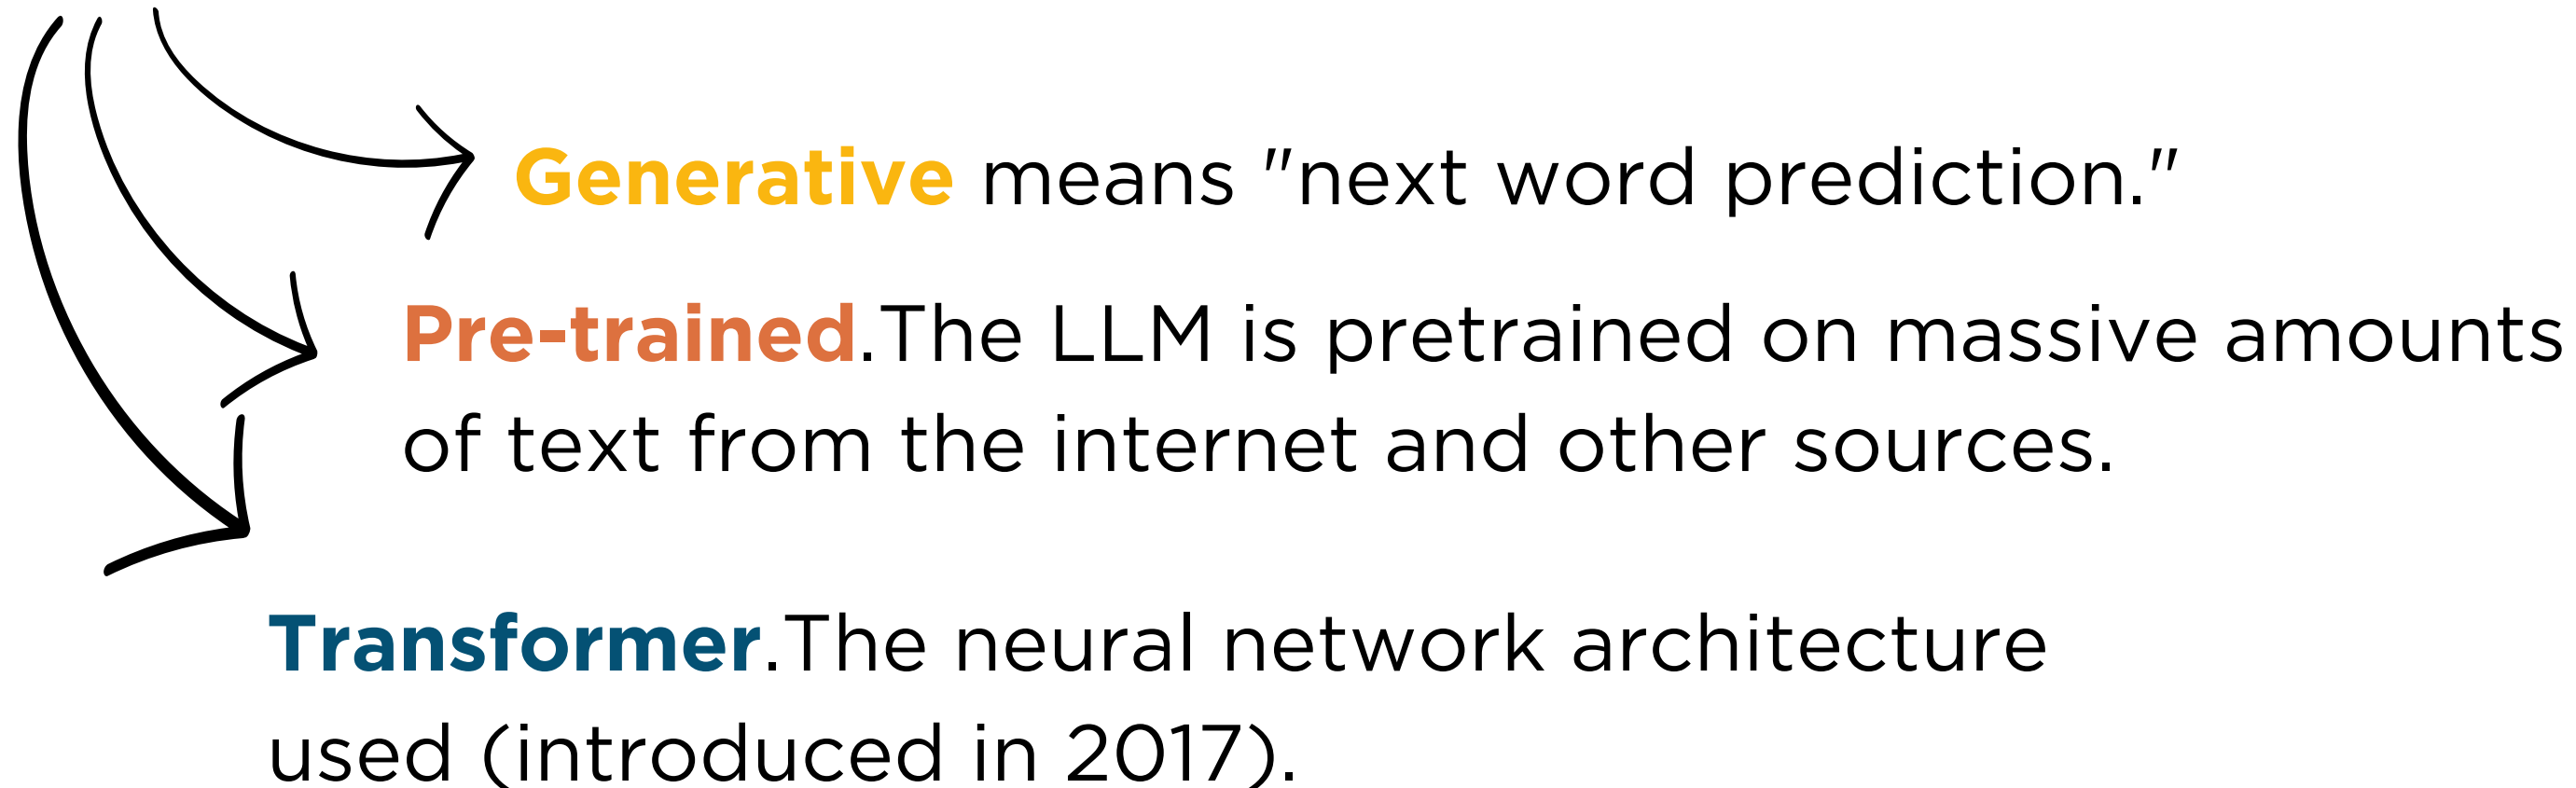 Generative means "next word prediction."
Pre-trained.The LLM is pretrained on massive amounts
of text from the internet and other sources.
Transformer.The neural network architecture
used (introduced in 2017).